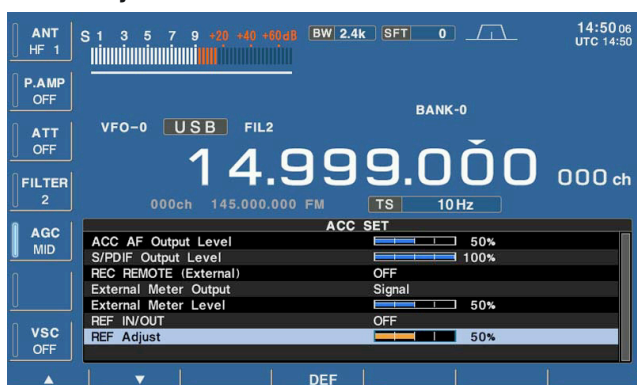 ANT
HF 1
S 1 3 5 7 9 +20 +40 +60dB
BW 2.4k SFT 0
14:50 06
UTC 14:50
P.AMP
OFF
BANK-0
ATT
OFF
VFO-0 USB FIL2
14.999.000 000 ch
FILTER
2
000ch 145.000.000 FM
TS 10Hz
AGC
MID
ACC SET
ACC AF Output Level 50%
S/PDIF Output Level 100%
REC REMOTE (External) OFF
External Meter Output Signal
External Meter Level 50%
REF IN/OUT OFF
REF Adjust 50%
VSC
OFF
▲ ▼ DEF